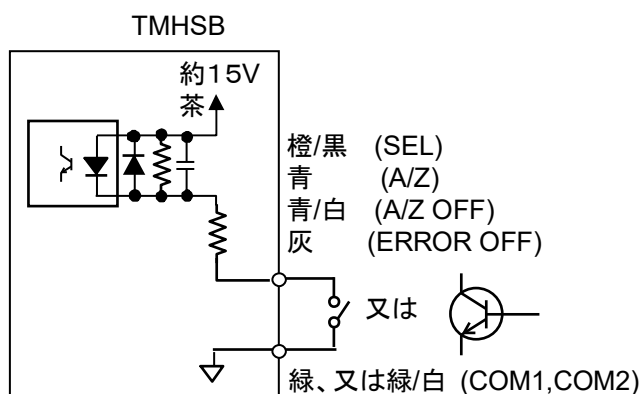 TMHSB
約15V
茶
橙/黒 (SEL)
青 (A/Z)
青/白 (A/Z OFF)
灰 (ERROR OFF)
又は
緑、又は緑/白 (COM1,COM2)